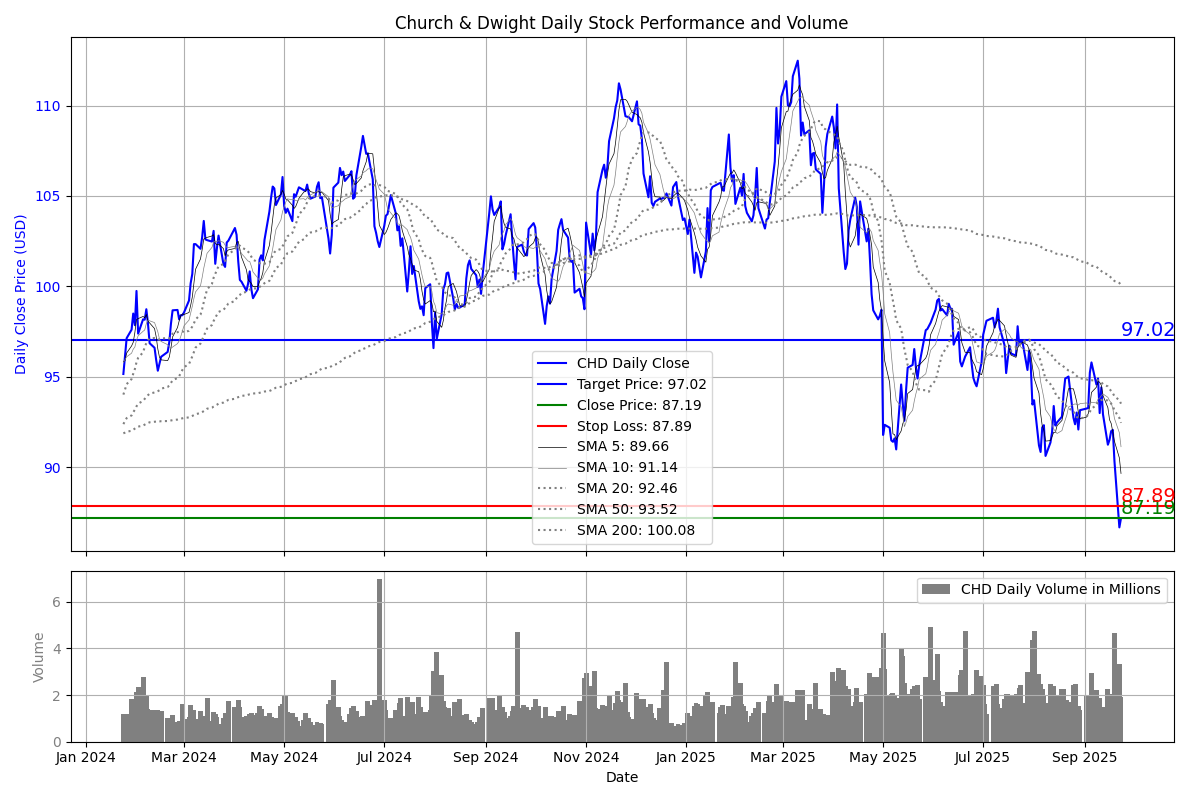 Church & Dwight Daily Stock Performance and Volume
Daily Close Price (USD)
110
105
100
95
90
97.02
87.89
87.19
CHD Daily Close
Target Price: 97.02
Close Price: 87.19
Stop Loss: 87.89
SMA 5: 89.66
SMA 10: 91.14
SMA 20: 92.46
SMA 50: 93.52
SMA 200: 100.08
Volume
6
4
2
0
CHD Daily Volume in Millions
Jan 2024 Mar 2024 May 2024 Jul 2024 Sep 2024 Nov 2024 Jan 2025 Mar 2025 May 2025 Jul 2025 Sep 2025
Date